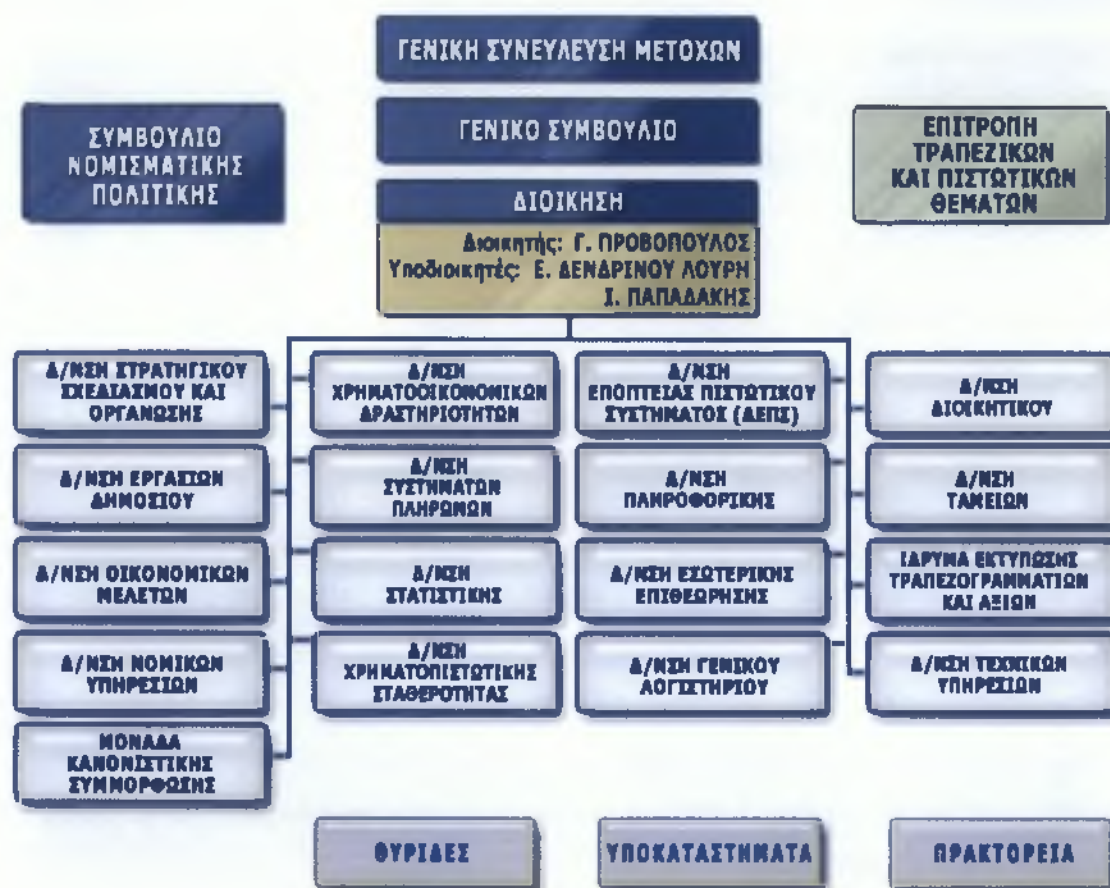 ΓΕΝΙΚΗ ΣΥΝΕΛΕΥΣΗ ΜΕΤΟΧΩΝ
ΓΕΝΙΚΟ ΣΥΜΒΟΥΛΙΟ
ΣΥΜΒΟΥΛΙΟ
ΝΟΜΙΣΜΑΤΙΚΗΣ
ΠΟΛΙΤΙΚΗΣ
ΕΠΙΤΡΟΠΗ
ΤΡΑΠΕΖΙΚΩΝ
ΚΑΙ ΠΙΣΤΩΤΙΚΩΝ
ΘΕΜΑΤΩΝ
ΔΙΟΙΚΗΣΗ
Διοικητής: Γ. ΠΡΟΒΟΠΟΥΛΟΣ
Υποδιοικητές: Ε. ΔΕΝΔΡΙΝΟΥ ΛΟΥΡΗ
Ι. ΠΑΠΑΔΑΚΗΣ
Δ/ΝΣΗ ΣΤΡΑΤΗΓΙΚΟΥ
ΣΧΕΔΙΑΣΜΟΥ ΚΑΙ
ΟΡΓΑΝΩΣΗΣ
Δ/ΝΣΗ
ΧΡΗΜΑΤΟΟΙΚΟΝΟΜΙΚΩΝ
ΔΡΑΣΤΗΡΙΟΤΗΤΩΝ
Δ/ΝΣΗ
ΕΠΟΠΤΕΙΑΣ ΠΙΣΤΩΤΙΚΟΥ
ΣΥΣΤΗΜΑΤΟΣ (ΔΕΠΣ)
Δ/ΝΣΗ
ΔΙΟΙΚΗΤΙΚΟΥ
Δ/ΝΣΗ ΕΡΓΑΣΙΩΝ
ΔΗΜΟΣΙΟΥ
Δ/ΝΣΗ
ΣΥΣΤΗΜΑΤΩΝ
ΠΛΗΡΩΜΩΝ
Δ/ΝΣΗ
ΠΛΗΡΟΦΟΡΙΚΗΣ
Δ/ΝΣΗ
ΤΑΜΕΙΩΝ
Δ/ΝΣΗ ΟΙΚΟΝΟΜΙΚΩΝ
ΜΕΛΕΤΩΝ
Δ/ΝΣΗ
ΣΤΑΤΙΣΤΙΚΗΣ
Δ/ΝΣΗ ΕΣΩΤΕΡΙΚΗΣ
ΕΠΙΘΕΩΡΗΣΗΣ
ΙΔΡΥΜΑ ΕΚΤΥΠΩΣΗΣ
ΤΡΑΠΕΖΟΓΡΑΜΜΑΤΙΩΝ
ΚΑΙ ΑΞΙΩΝ
Δ/ΝΣΗ ΝΟΜΙΚΩΝ
ΥΠΗΡΕΣΙΩΝ
Δ/ΝΣΗ
ΧΡΗΜΑΤΟΠΙΣΤΩΤΙΚΗΣ
ΣΤΑΘΕΡΟΤΗΤΑΣ
Δ/ΝΣΗ ΓΕΝΙΚΟΥ
ΛΟΓΙΣΤΗΡΙΟΥ
Δ/ΝΣΗ ΤΕΧΝΙΚΩΝ
ΥΠΗΡΕΣΙΩΝ
ΜΟΝΑΔΑ
ΚΑΝΟΝΙΣΤΙΚΗΣ
ΣΥΜΜΟΡΦΩΣΗΣ
ΘΥΡΙΔΕΣ
ΥΠΟΚΑΤΑΣΤΗΜΑΤΑ
ΠΡΑΚΤΟΡΕΙΑ